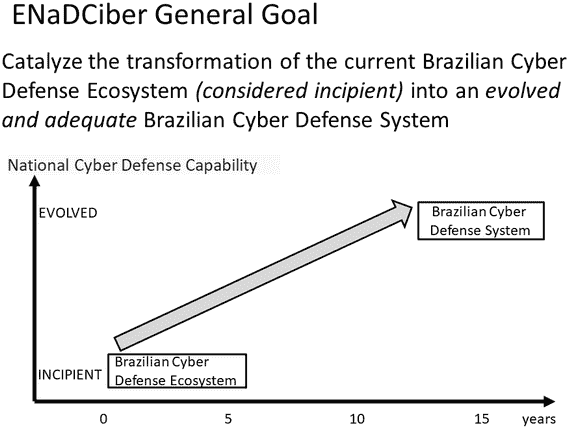 ENaDCiber General Goal
Catalyze the transformation of the current Brazilian Cyber
Defense Ecosystem (considered incipient) into an evolved
and adequate Brazilian Cyber Defense System
National Cyber Defense Capability
EVOLVED
Brazilian Cyber
Defense System
INCIPIENT
Brazilian Cyber
Defense Ecosystem
0 5 10 15 years